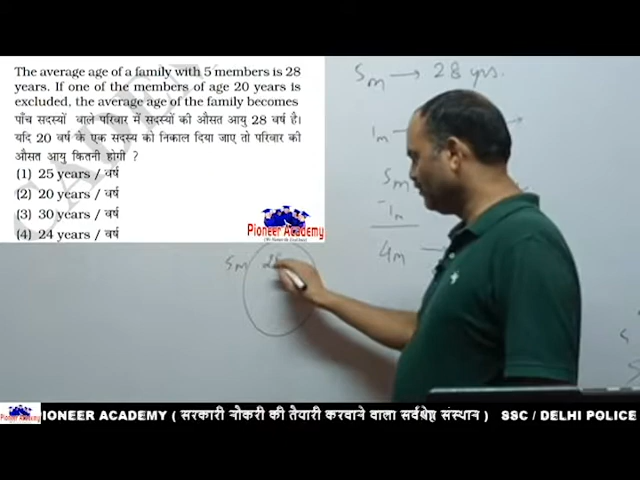 The average age of a family with 5 members is 28
years. If one of the members of age 20 years is
excluded, the average age of the family becomes
पाँच सदस्यों वाले परिवार में सदस्यों की औसत आयु 28 वर्ष है।
यदि 20 वर्ष के एक सदस्य को निकाल दिया जाए तो परिवार की
औसत आयु कितनी होगी ?
(1) 25 years / वर्ष
(2) 20 years / वर्ष
(3) 30 years / वर्ष
(4) 24 years / वर्ष
Pioneer Academy
5m → 28 yrs.
1m →
5m
-1m
4m →
5m
Pioneer Academy
IONEER ACADEMY ( सरकारी नौकरी की तैयारी करवाने वाला सर्वश्रेष्ठ संस्थान ) SSC / DELHI POLICE